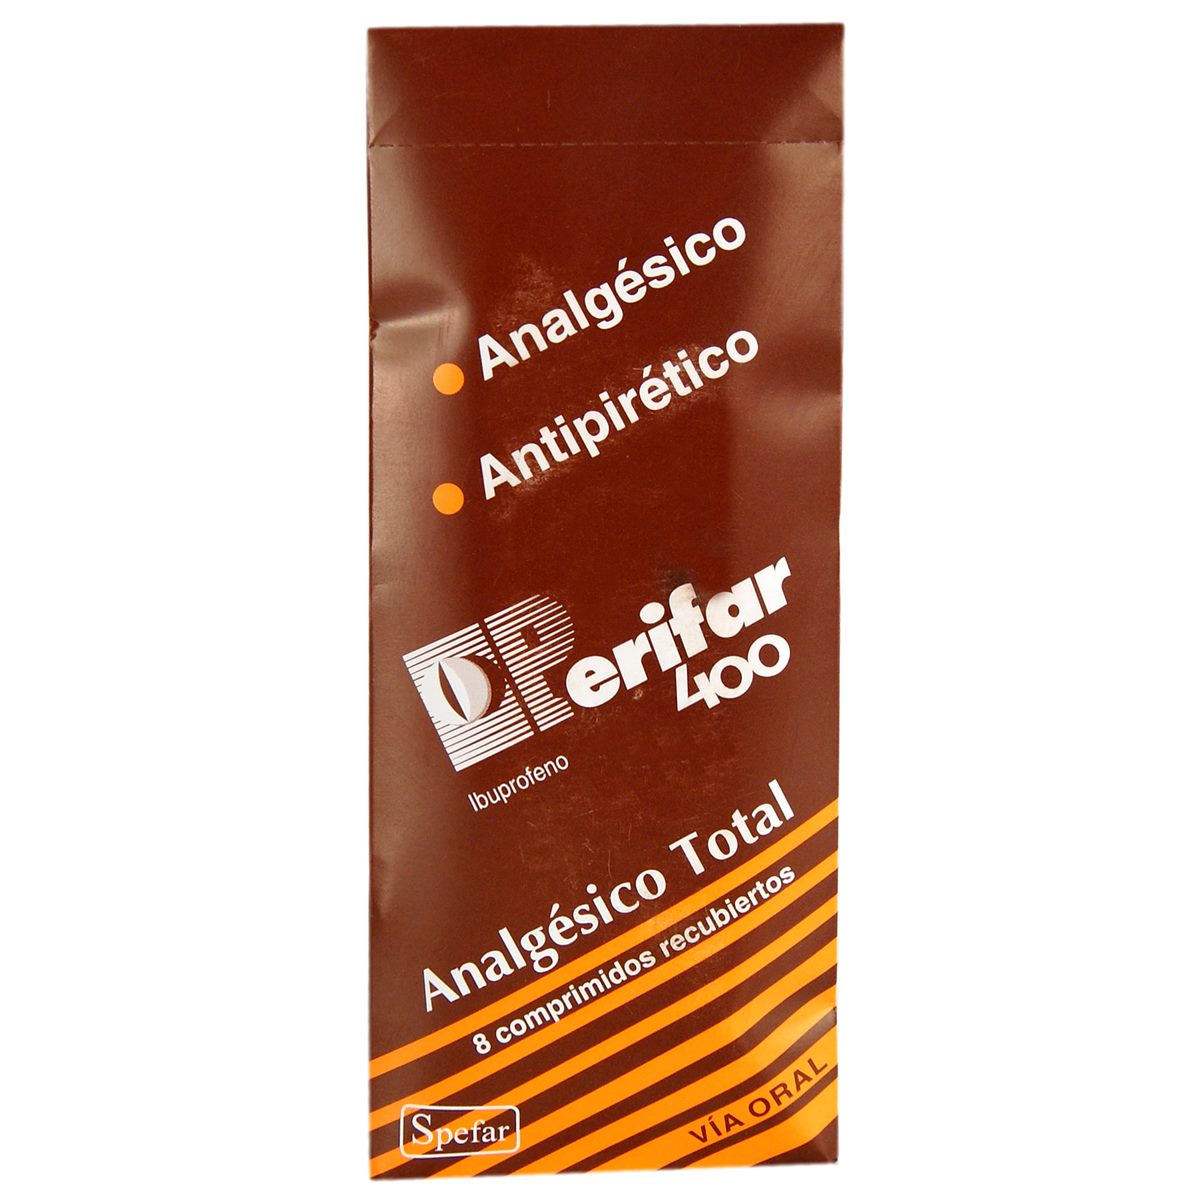 Analgésico
Antipirético
Perifar
400
Ibuprofeno
Analgésico Total
8 comprimidos recubiertos
VÍA ORAL
Spefar